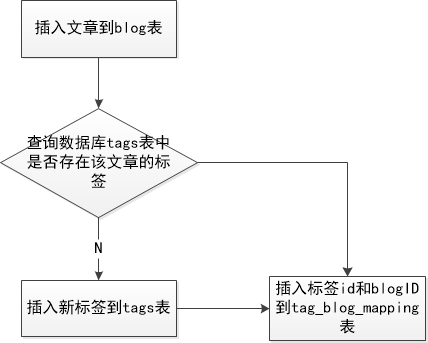 插入文章到blog表
查询数据库tags表中
是否存在该文章的标
签
N
插入新标签到tags表
插入标签id和blogID
到tag_blog_mapping
表